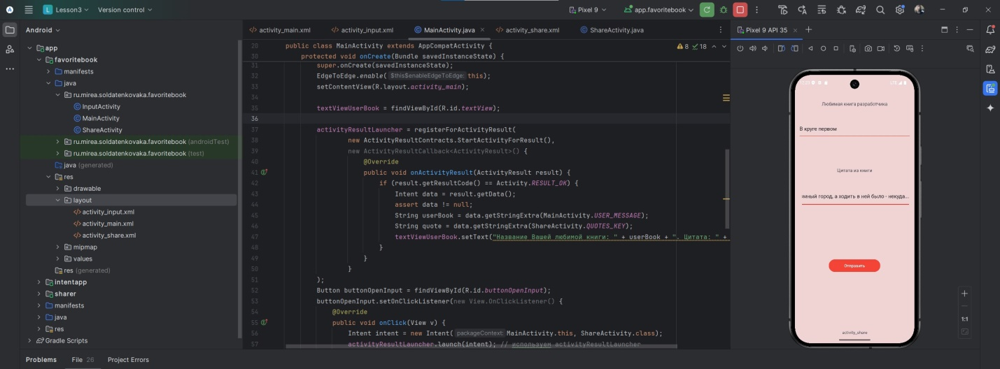 L Lesson3 Version control Pixel 9 app.favoritebook
Android
app
favoritebook
manifests
java
ru.mirea.soldatenkovaka.favoritebook
InputActivity
MainActivity
ShareActivity
ru.mirea.soldatenkovaka.favoritebook (androidTest)
ru.mirea.soldatenkovaka.favoritebook (test)
java (generated)
res
drawable
layout
activity_input.xml
activity_main.xml
activity_share.xml
mipmap
values
res (generated)
intentapp
sharer
manifests
java
res
Gradle Scripts
activity_main.xml activity_input.xml MainActivity.java activity_share.xml ShareActivity.java
8 18
20 public class MainActivity extends AppCompatActivity {
30 protected void onCreate(Bundle savedInstanceState) {
31 super.onCreate(savedInstanceState);
32 EdgeToEdge.enable( $this$enableEdgeToEdge: this);
33 setContentView(R.layout.activity_main);
34
35 textViewUserBook = findViewById(R.id.textView);
36
37 activityResultLauncher = registerForActivityResult(
38 new ActivityResultContracts.StartActivityForResult(),
39 new ActivityResultCallback<ActivityResult>() {
40 @Override
41 public void onActivityResult(ActivityResult result) {
42 if (result.getResultCode() == Activity.RESULT_OK) {
43 Intent data = result.getData();
44 assert data != null;
45 String userBook = data.getStringExtra(MainActivity.USER_MESSAGE);
46 String quote = data.getStringExtra(ShareActivity.QUOTES_KEY);
47 textViewUserBook.setText("Название Вашей любимой книги: " + userBook + ". Цитата: " +
48 }
49 }
50 }
51 );
52 Button buttonOpenInput = findViewById(R.id.buttonOpenInput);
53 buttonOpenInput.setOnClickListener(new View.OnClickListener() {
54 @Override
55 public void onClick(View v) {
56 Intent intent = new Intent( packageContext: MainActivity.this, ShareActivity.class);
57 activityResultLauncher.launch(intent); // используем activityResultLauncher
Pixel 9 API 35
LTE
Любимая книга разработчика
В круге первом
Цитата из книги
мный город, а ходить в ней было - некуда...
Отправить
activity_share
1:1
Problems File 26 Project Errors